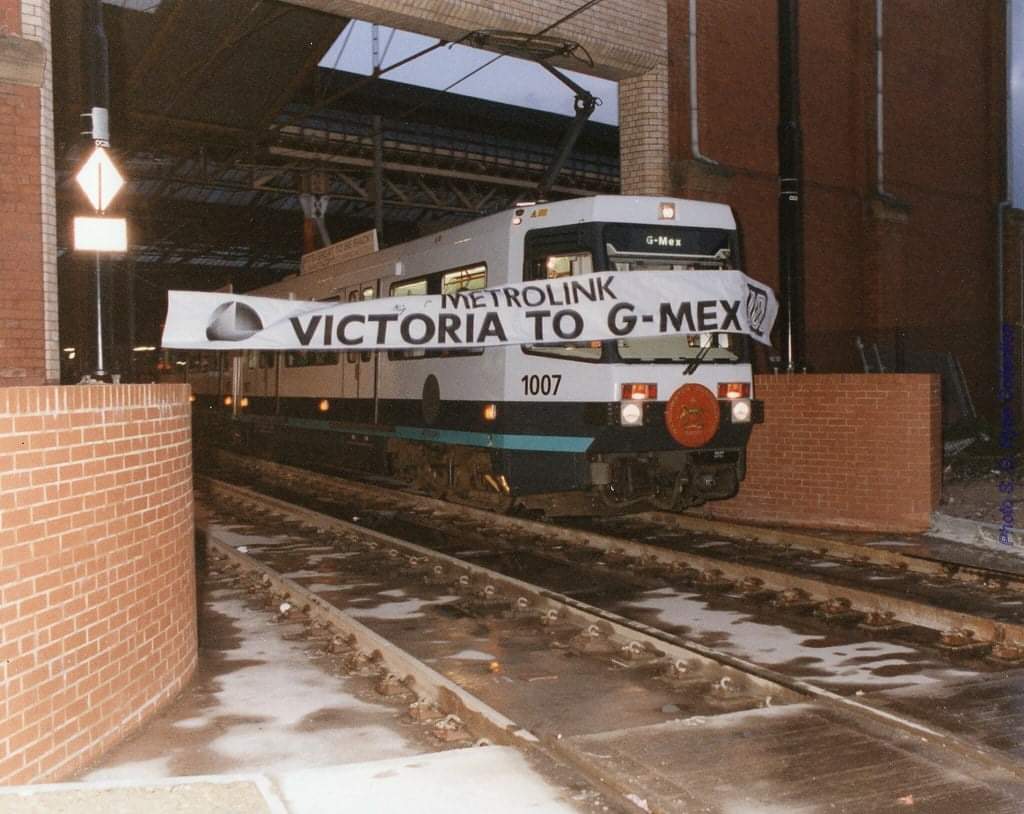 G-Mex
METROLINK
VICTORIA TO G-MEX
1007